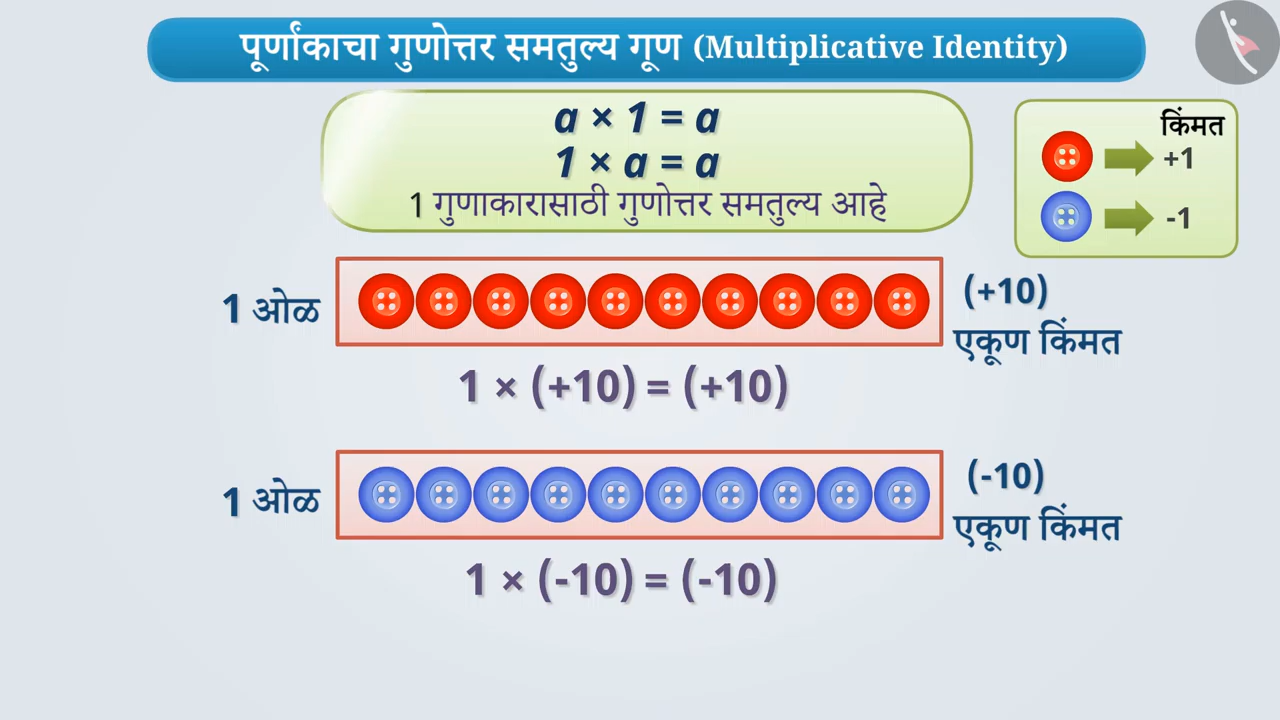 पूर्णांकाचा गुणोत्तर समतुल्य गूण (Multiplicative Identity)
a × 1 = a
1 × a = a
1 गुणाकारासाठी गुणोत्तर समतुल्य आहे
किंमत
+1
-1
1 ओळ
(+10)
एकूण किंमत
1 × (+10) = (+10)
1 ओळ
(-10)
एकूण किंमत
1 × (-10) = (-10)